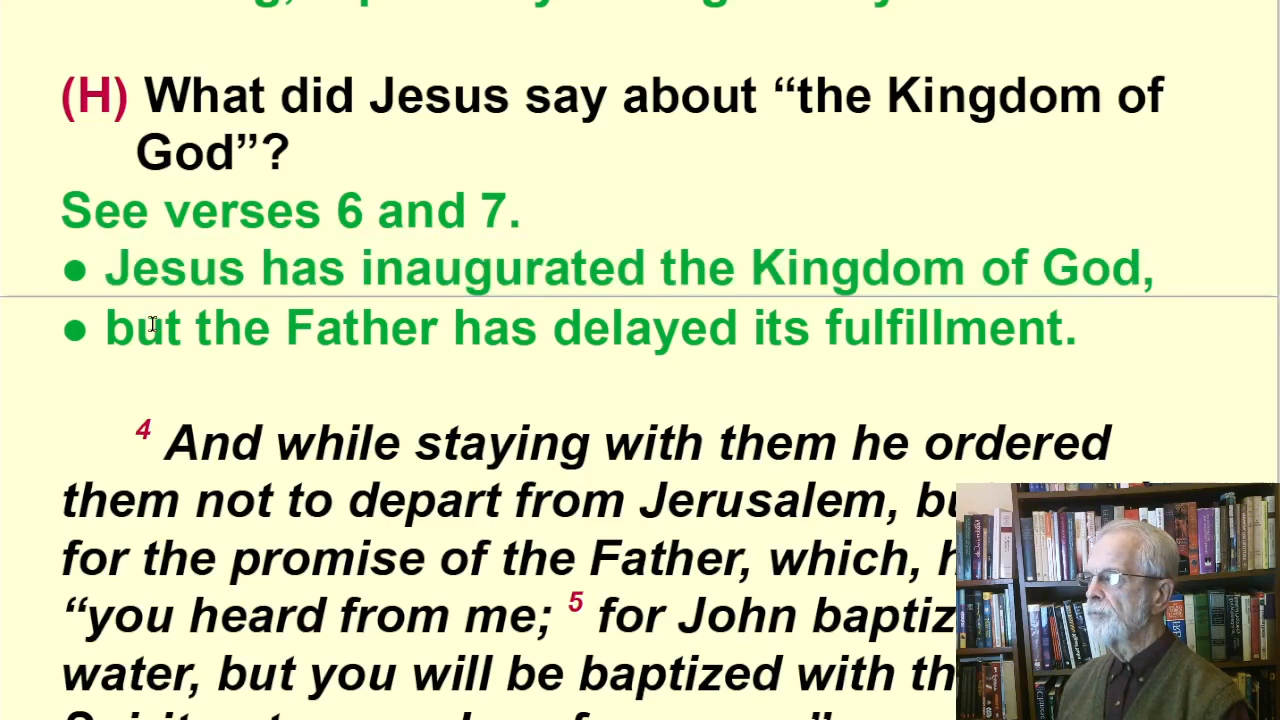 (H) What did Jesus say about “the Kingdom of
God”?
See verses 6 and 7.
● Jesus has inaugurated the Kingdom of God,
● but the Father has delayed its fulfillment.
4 And while staying with them he ordered
them not to depart from Jerusalem,
for the promise of the Father, which,
“you heard from me; 5 for John
water, but you will be baptized with